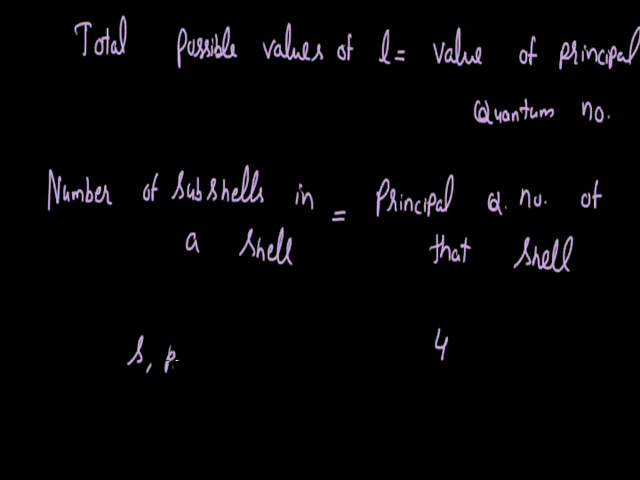 Total possible values of l = value of principal
Quantum no.
Number of subshells in = Principal Q. no. of
a shell that shell
s, p 4